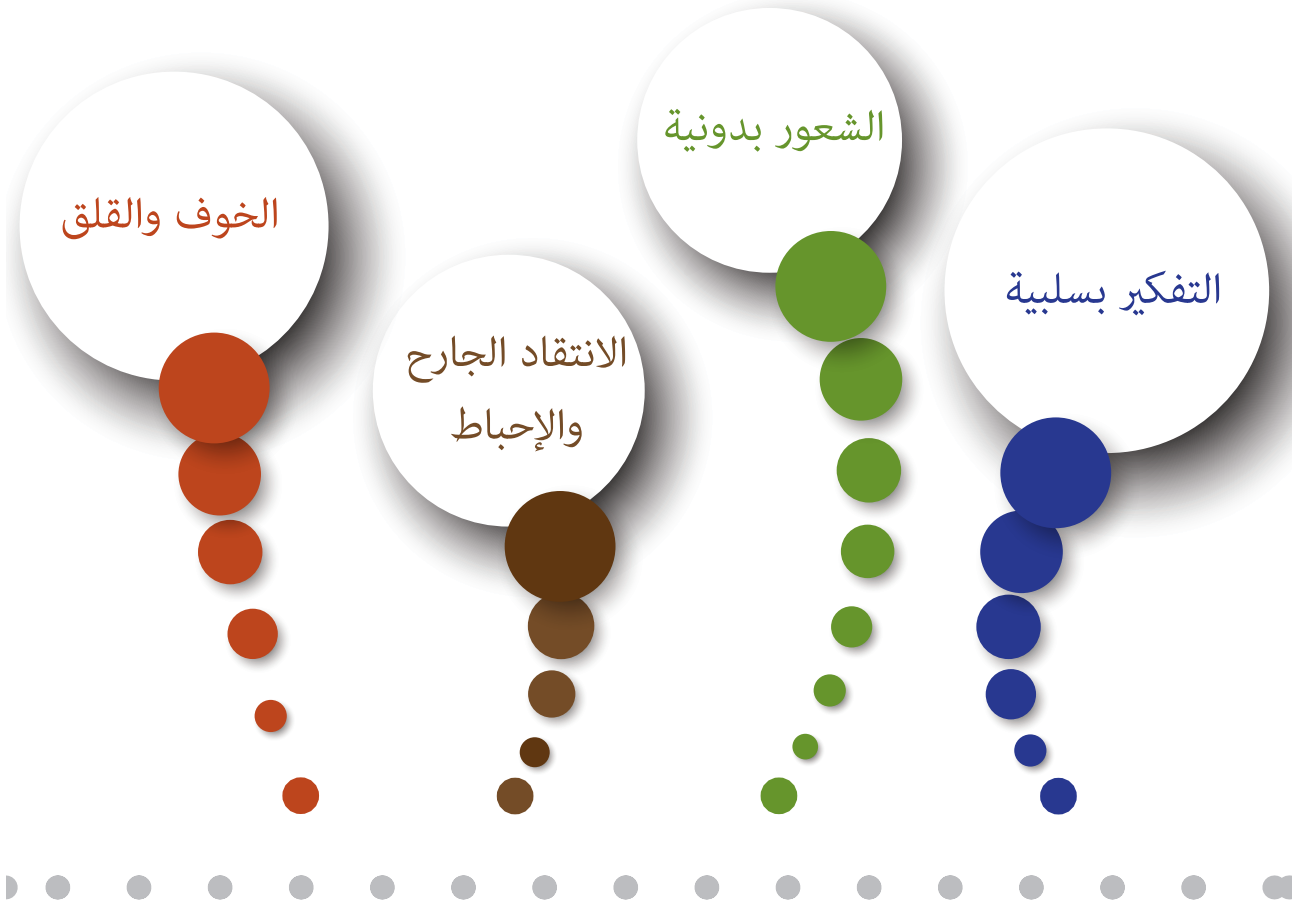 التفكير بسلبية
الشعور بدونية
الانتقاد الجارح
والإحباط
الخوف والقلق